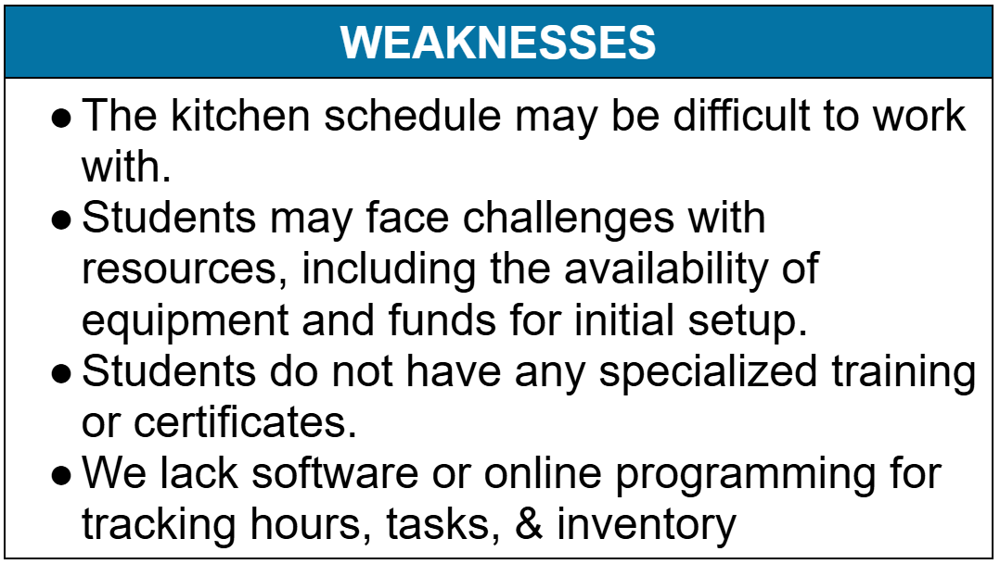 WEAKNESSES
● The kitchen schedule may be difficult to work
with.
● Students may face challenges with
resources, including the availability of
equipment and funds for initial setup.
● Students do not have any specialized training
or certificates.
● We lack software or online programming for
tracking hours, tasks, & inventory